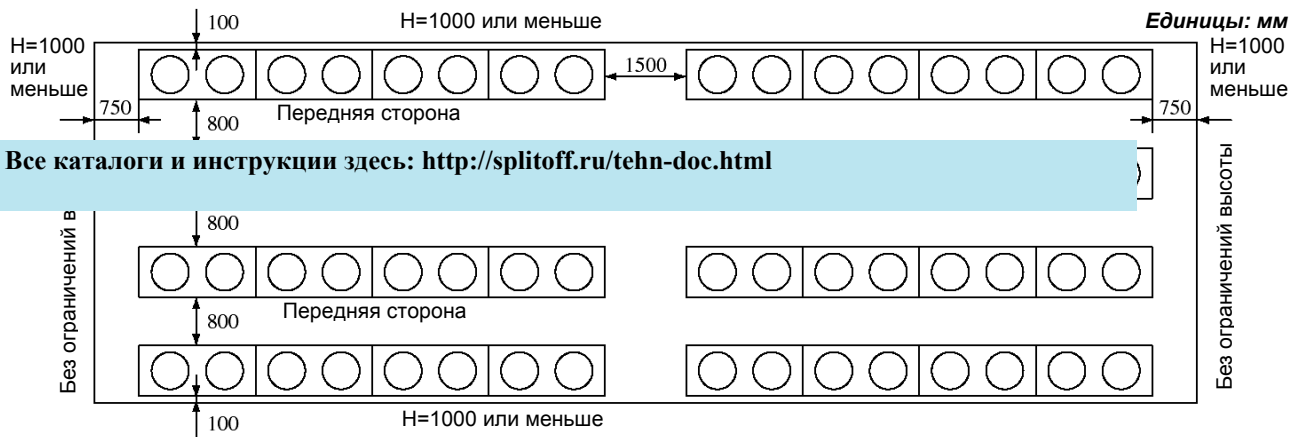 100
H=1000 или меньше
Единицы: мм
H=1000
или
меньше
H=1000
или
меньше
1500
750
750
Передняя сторона
800
Все каталоги и инструкции здесь: http://splitoff.ru/tehn-doc.html
Без ограничений в
Без ограничений высоты
800
Передняя сторона
800
100
H=1000 или меньше